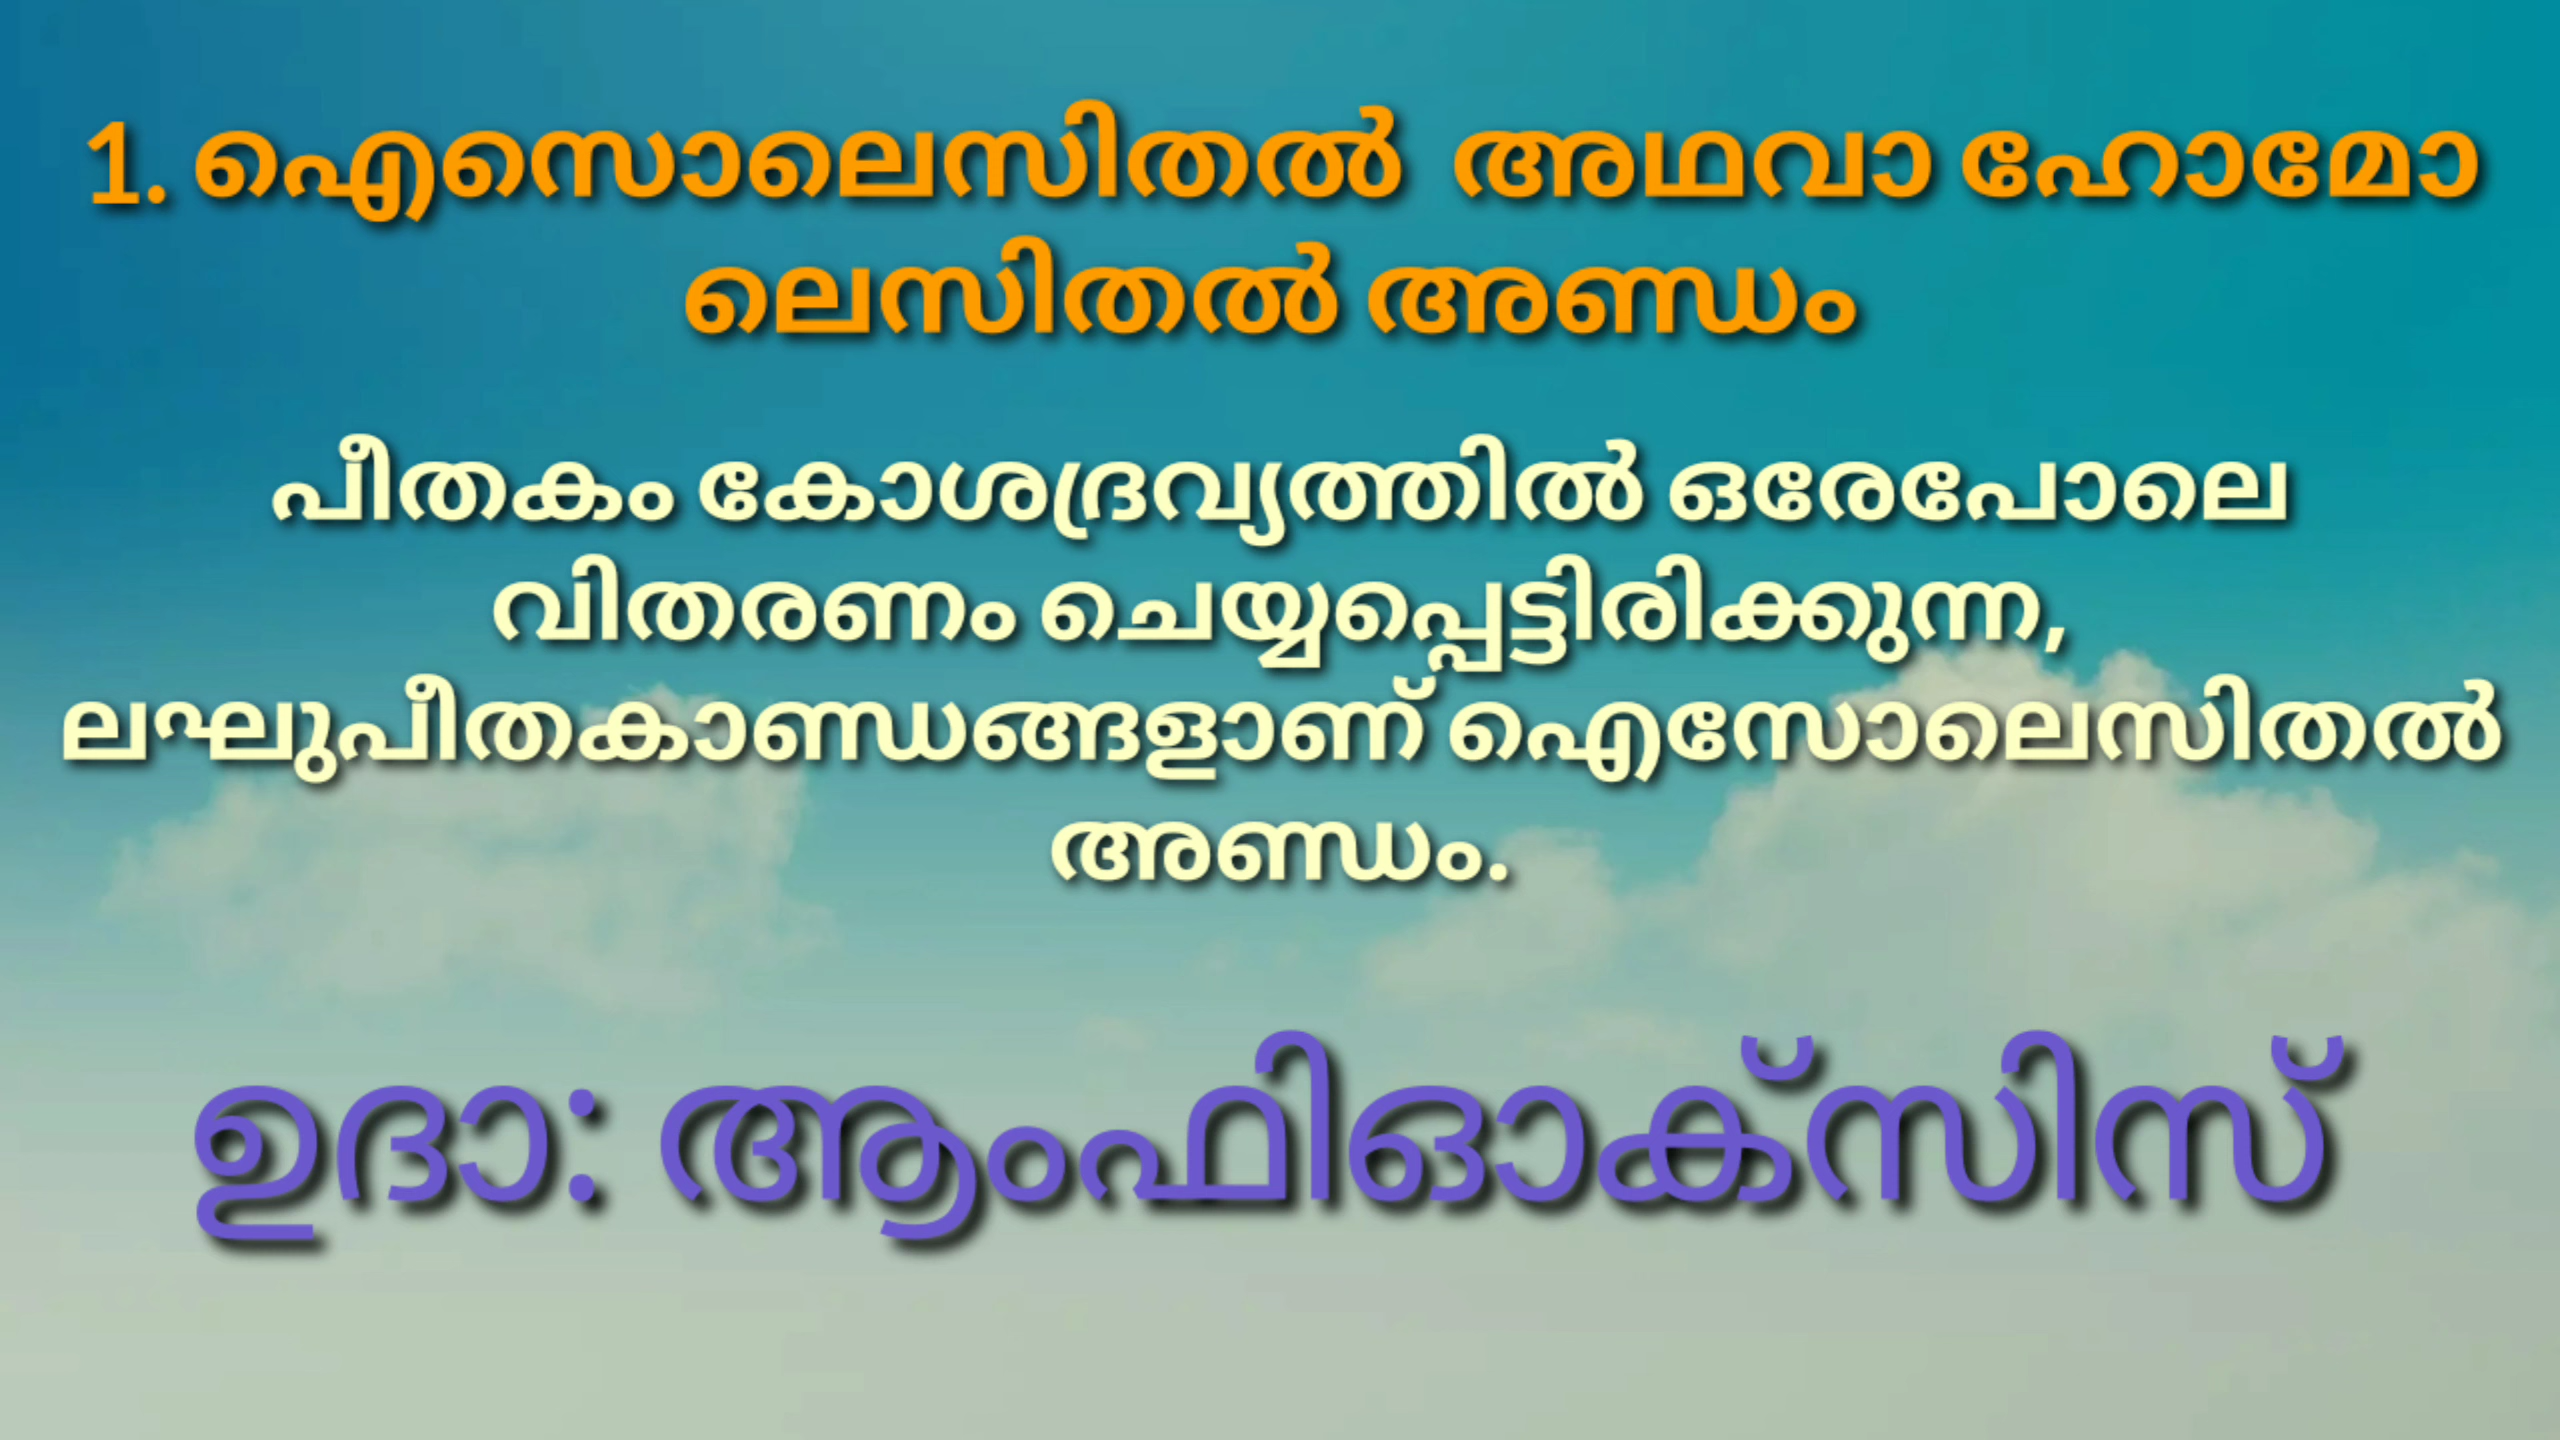 1. ഐസൊലെസിതൽ അഥവാ ഹോമോ
ലെസിതൽ അണ്ഡം
പീതകം കോശദ്രവ്യത്തിൽ ഒരേപോലെ
വിതരണം ചെയ്യപ്പെട്ടിരിക്കുന്ന,
ലഘുപീതകാണ്ഡങ്ങളാണ് ഐസോലെസിതൽ
അണ്ഡം.
ഉദാ: ആംഫിഓക്സിസ്